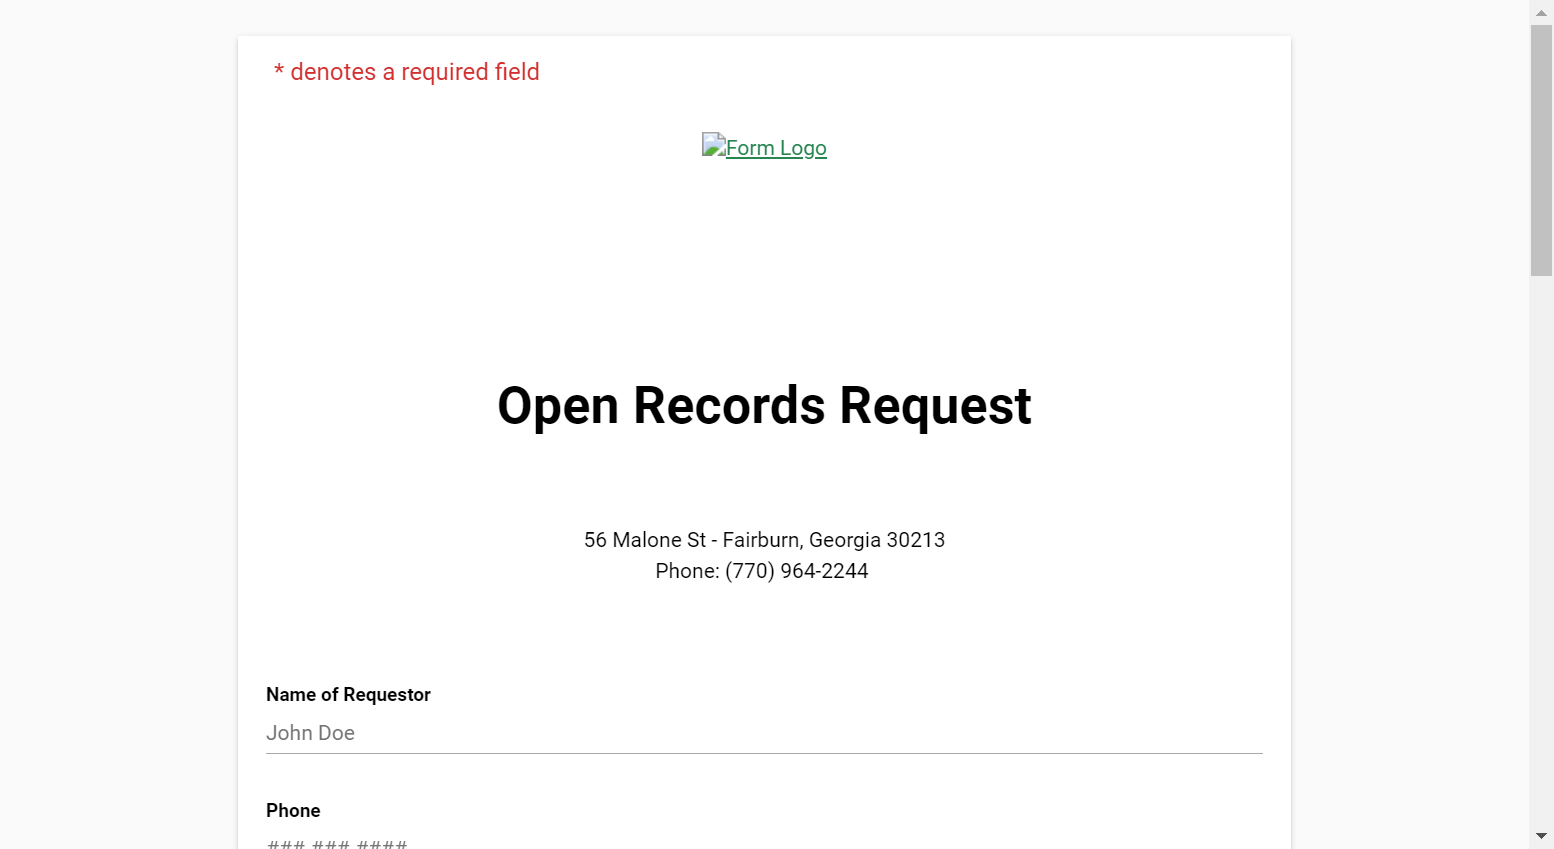 * denotes a required field
Form Logo
Open Records Request
56 Malone St - Fairburn, Georgia 30213
Phone: (770) 964-2244
Name of Requestor
John Doe
Phone
### ### ####